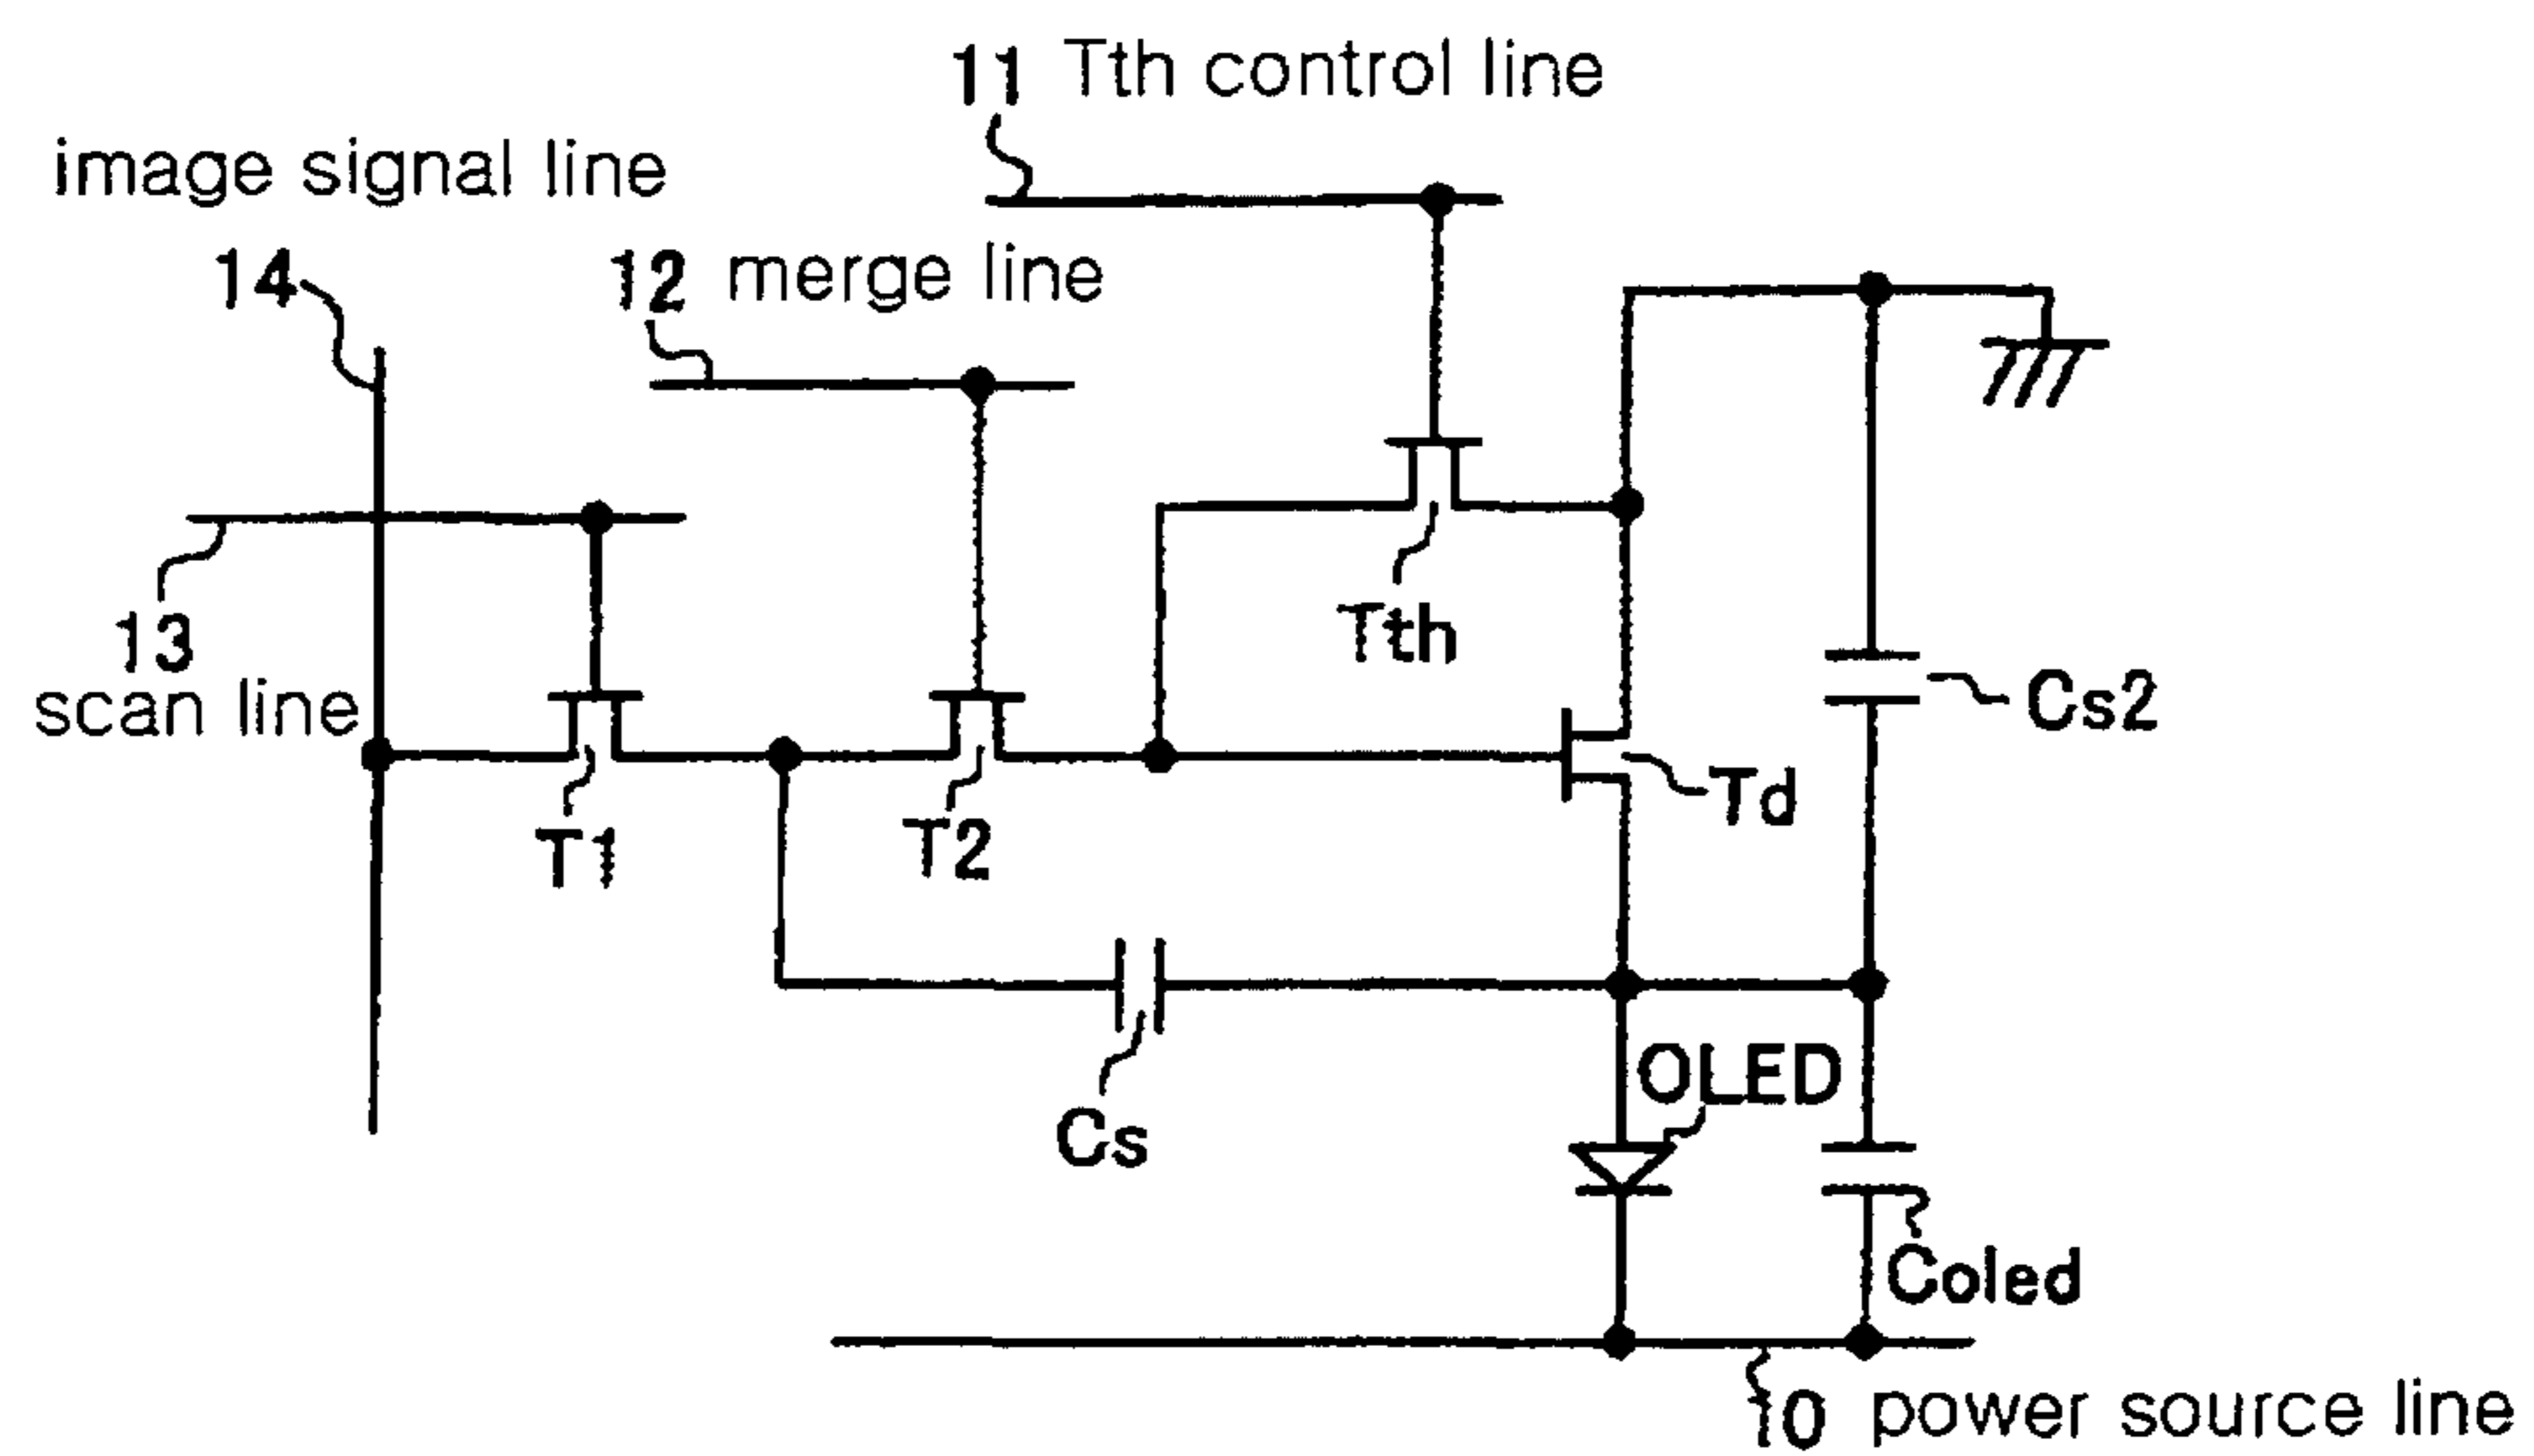 11 Tth control line
image signal line
14
12 merge line
13
scan line
Tth
Cs2
Td
T1
T2
OLED
Cs
Coled
10 power source line